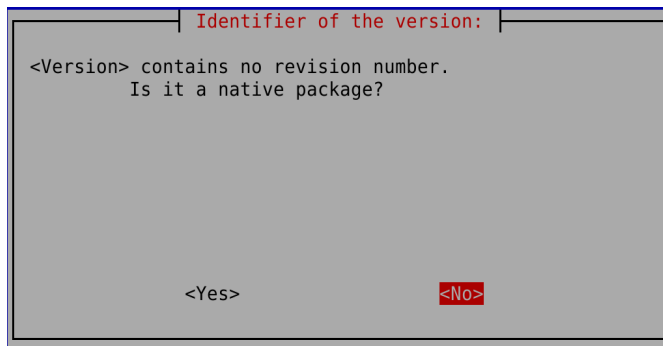 Identifier of the version:
<Version> contains no revision number.
Is it a native package?
<Yes> <No>